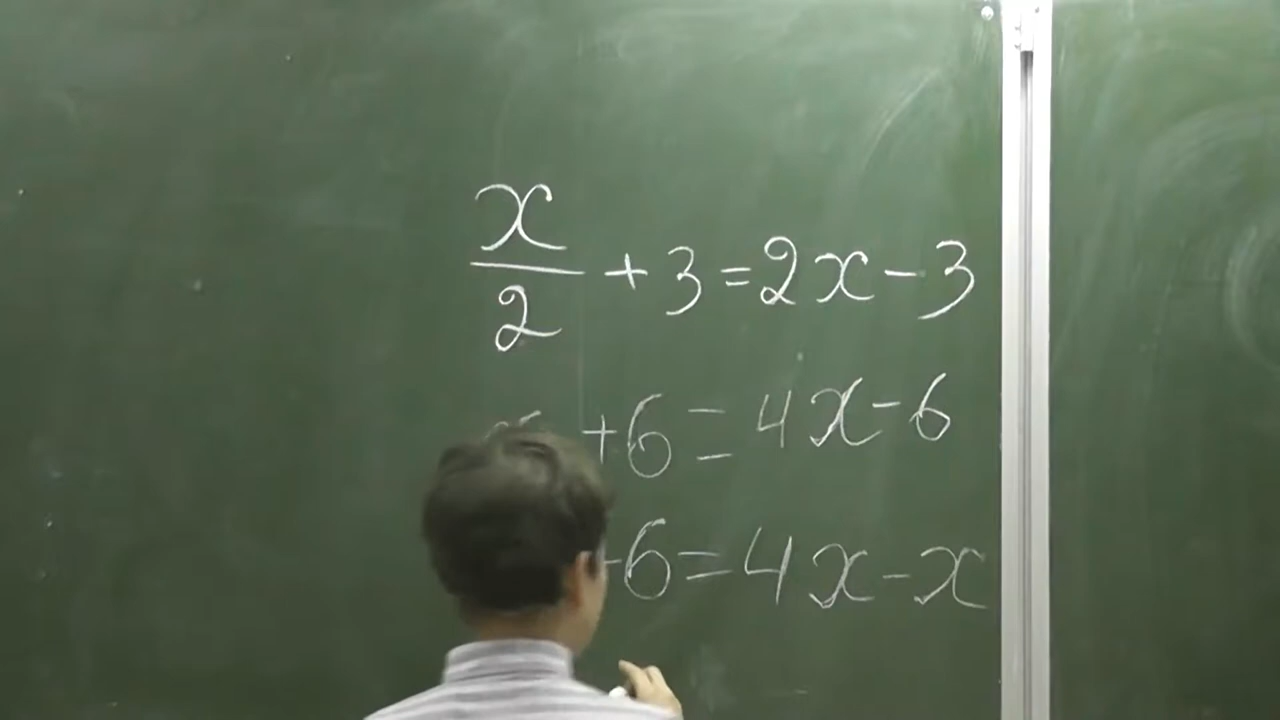 x/2 + 3 = 2x - 3
+ 6 = 4x - 6
6 = 4x - x